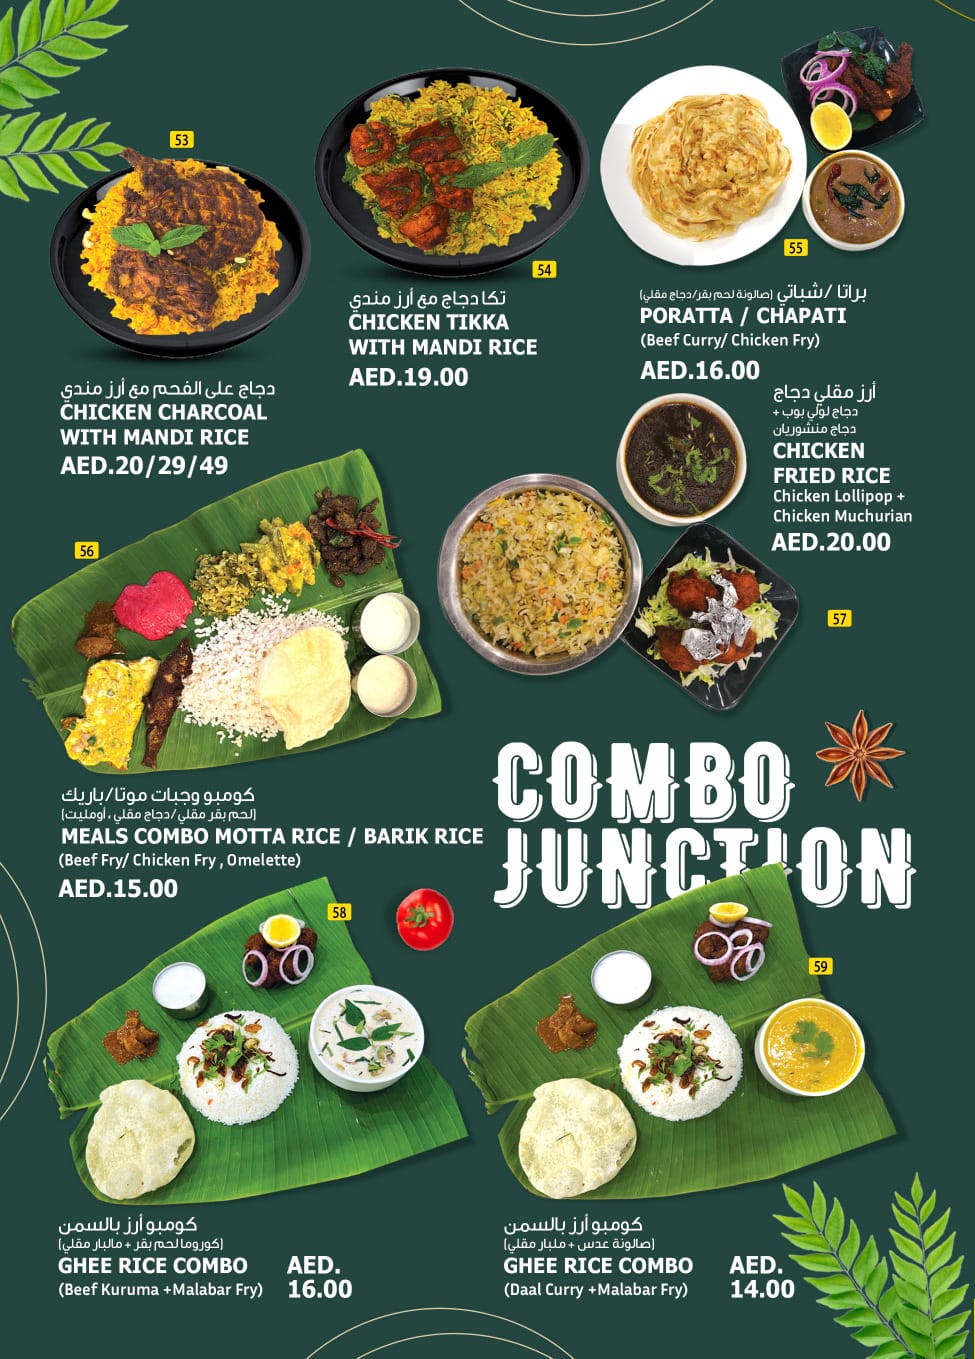 53
دجاج على الفحم مع أرز مندي
CHICKEN CHARCOAL
WITH MANDI RICE
AED.20/29/49
54
تكا دجاج مع أرز مندي
CHICKEN TIKKA
WITH MANDI RICE
AED.19.00
55
براتا /شباتي (صالونة لحم بقر/دجاج مقلي)
PORATTA / CHAPATI
(Beef Curry/ Chicken Fry)
AED.16.00
أرز مقلي دجاج
دجاج لولي بوب +
دجاج منشوريان
CHICKEN
FRIED RICE
Chicken Lollipop +
Chicken Muchurian
AED.20.00
57
56
كومبو وجبات موتا/باريك
(لحم بقر مقلي/دجاج مقلي ، أومليت)
MEALS COMBO MOTTA RICE / BARIK RICE
(Beef Fry/ Chicken Fry , Omelette)
AED.15.00
COMBO
JUNCTION
58
كومبو أرز بالسمن
(كوروما لحم بقر + مالبار مقلي)
GHEE RICE COMBO
(Beef Kuruma +Malabar Fry)
AED.
16.00
59
كومبو أرز بالسمن
(صالونة عدس + ملبار مقلي)
GHEE RICE COMBO
(Daal Curry +Malabar Fry)
AED.
14.00